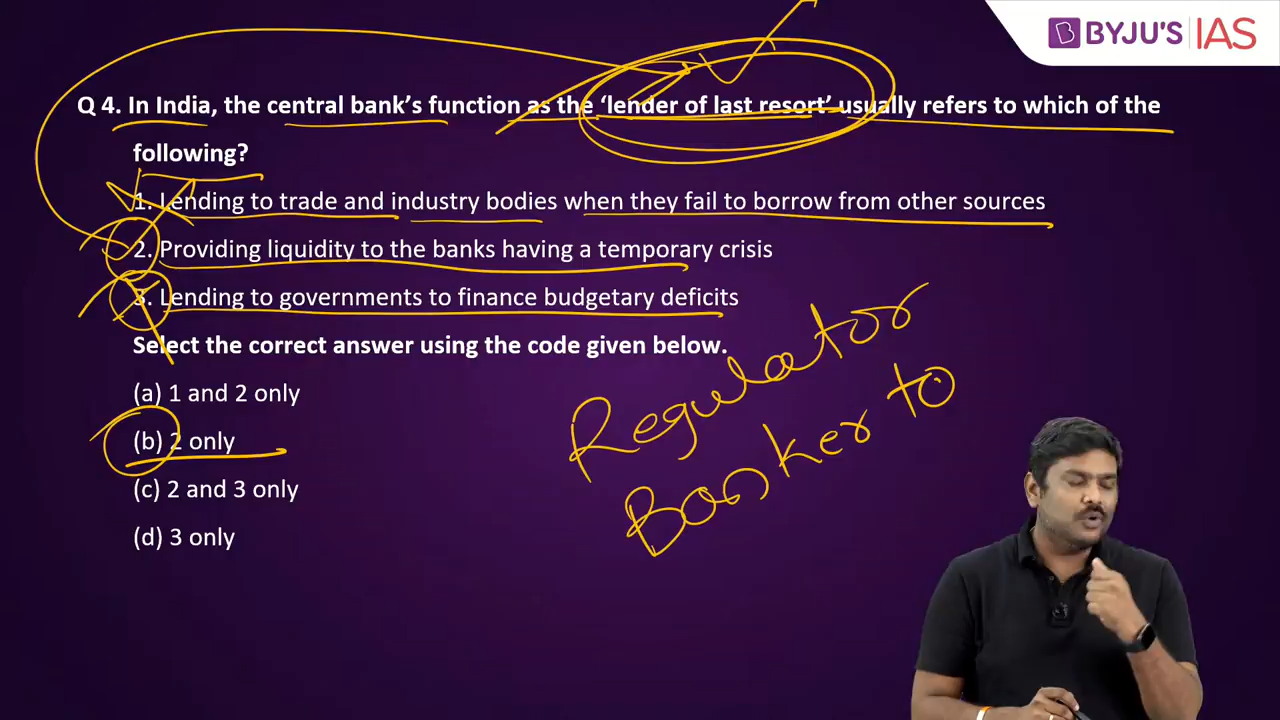 BYJU'S IAS
Q 4. In India, the central bank's function as the 'lender of last resort' usually refers to which of the
following?
1. Lending to trade and industry bodies when they fail to borrow from other sources
2. Providing liquidity to the banks having a temporary crisis
3. Lending to governments to finance budgetary deficits
Select the correct answer using the code given below.
(a) 1 and 2 only
(b) 2 only
(c) 2 and 3 only
(d) 3 only
Regulator
Banker to